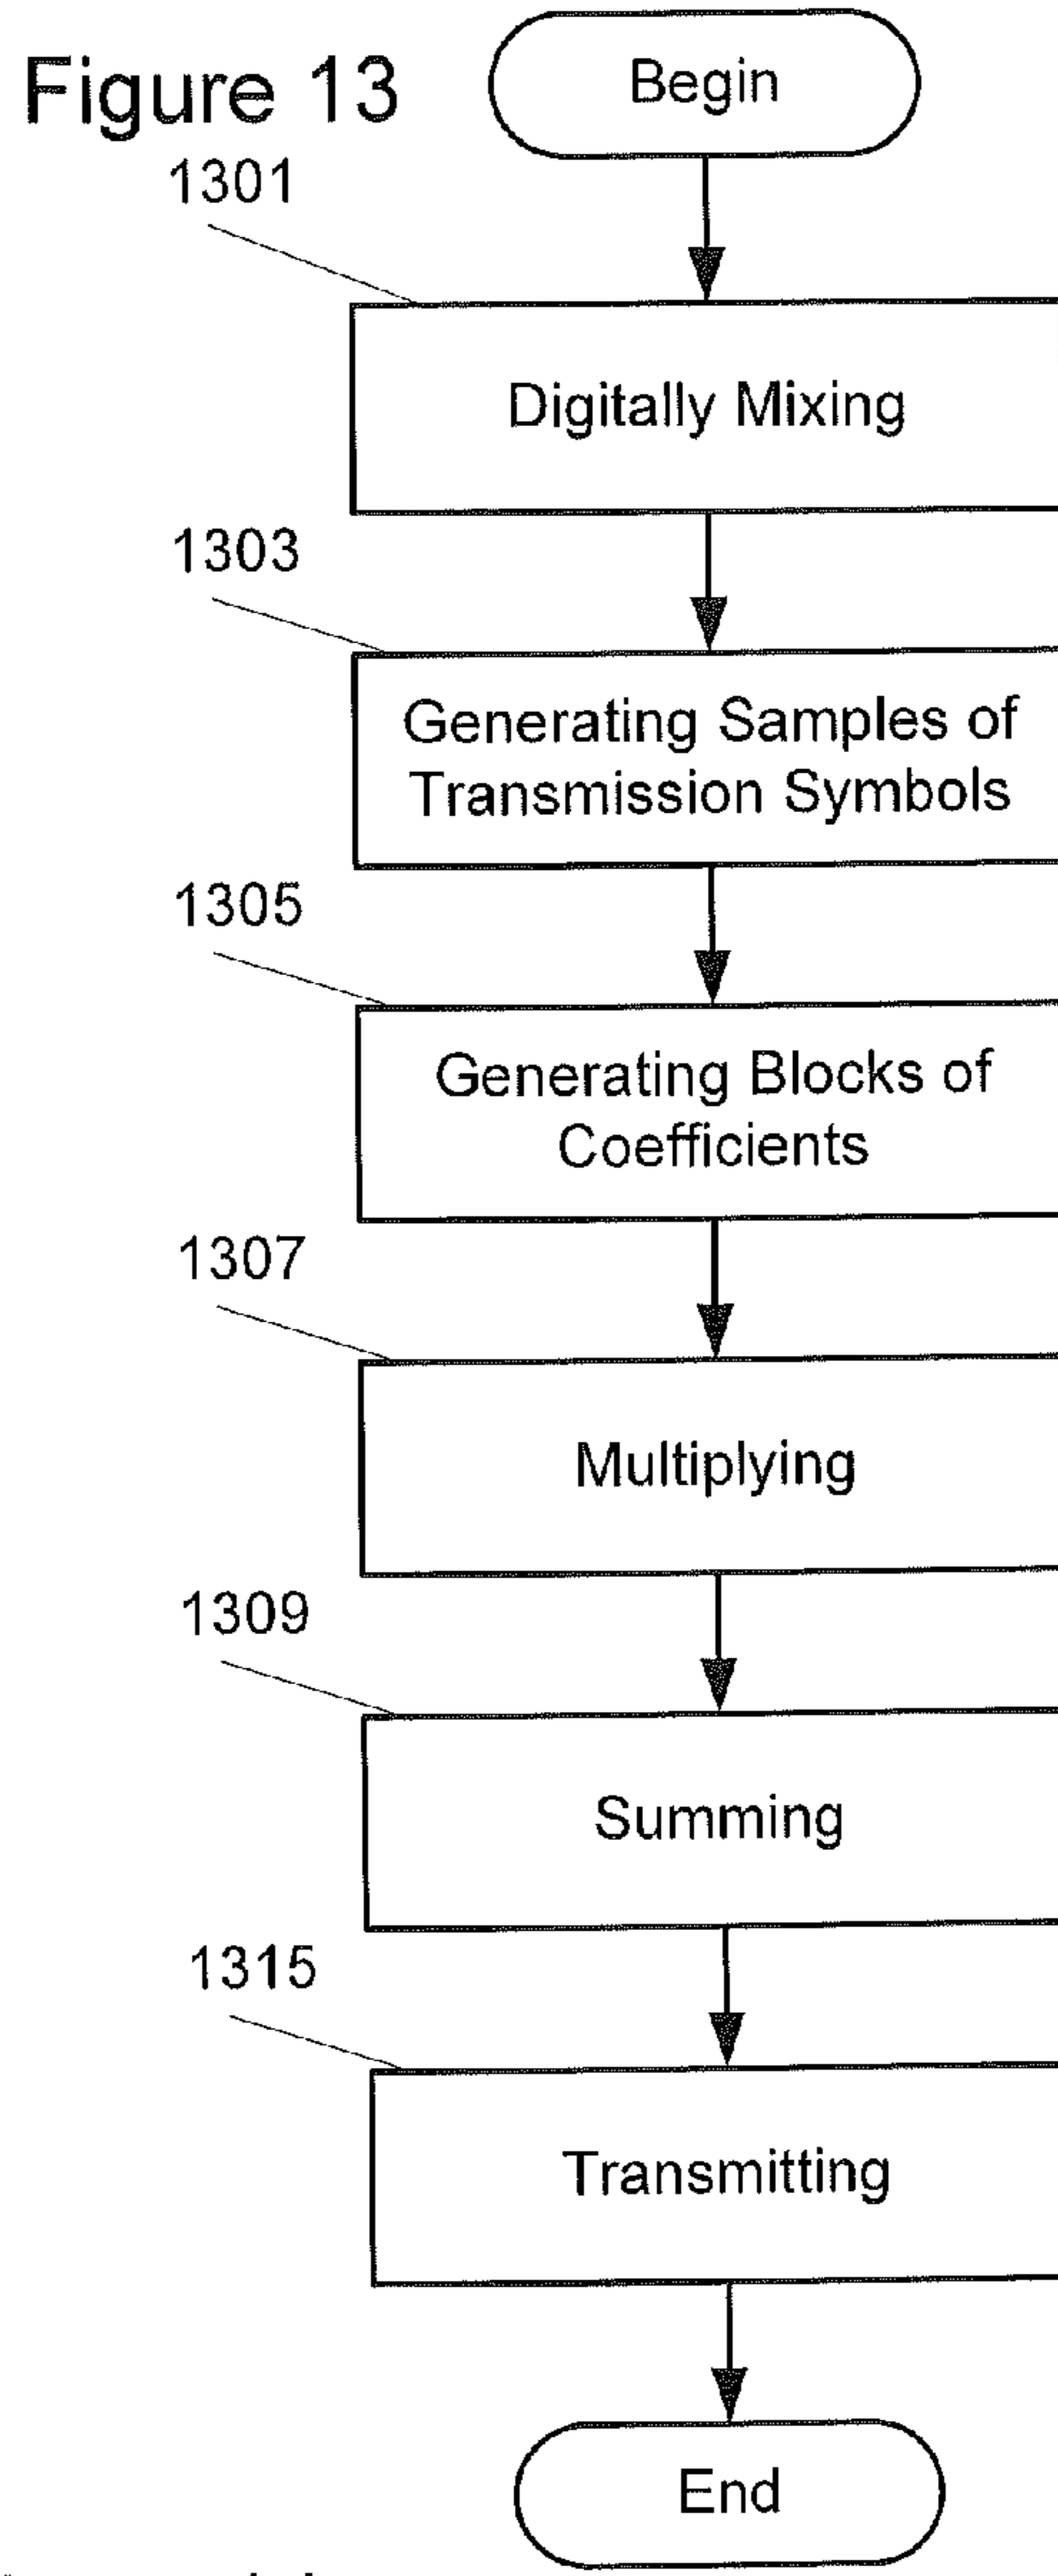 Figure 13
Begin
1301
Digitally Mixing
1303
Generating Samples of
Transmission Symbols
1305
Generating Blocks of
Coefficients
1307
Multiplying
1309
Summing
1315
Transmitting
End